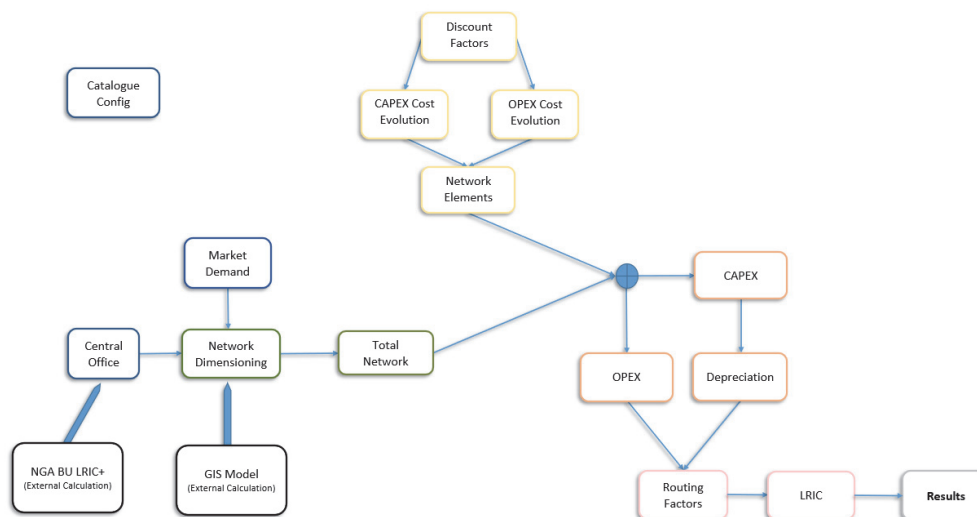 Discount
Factors
Catalogue
Config
CAPEX Cost
Evolution
OPEX Cost
Evolution
Network
Elements
Market
Demand
CAPEX
Central
Office
Network
Dimensioning
Total
Network
OPEX
Depreciation
NGA BU LRIC+
(External Calculation)
GIS Model
(External Calculation)
Routing
Factors
LRIC
Results